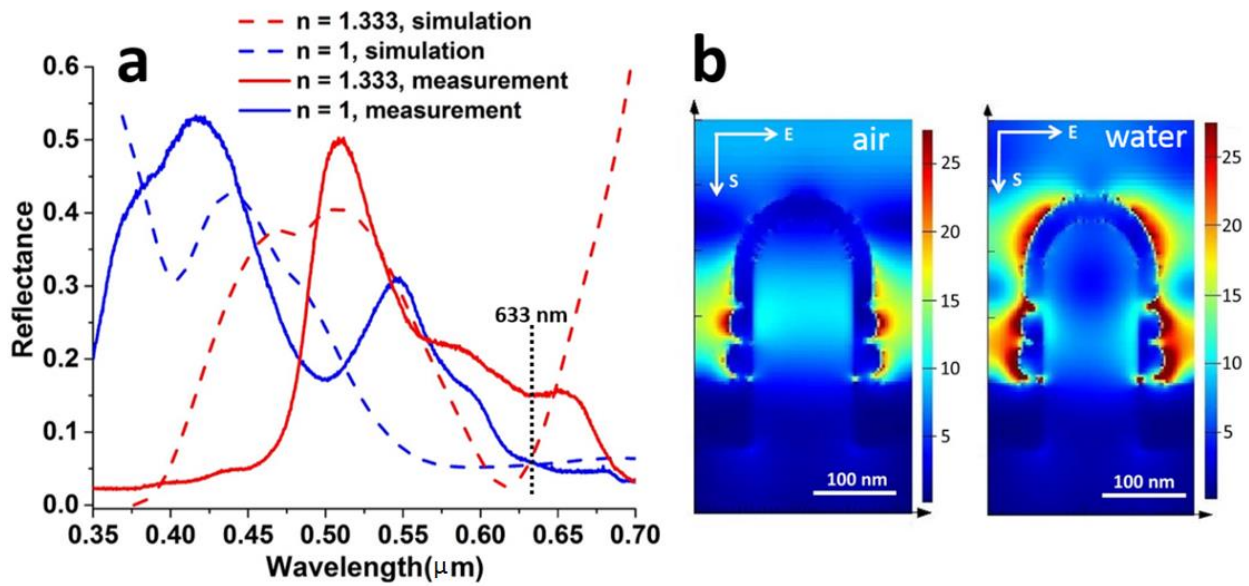 a
n = 1.333, simulation
n = 1, simulation
n = 1.333, measurement
n = 1, measurement
0.6
0.5
0.4
0.3
0.2
0.1
0.0
Reflectance
633 nm
0.35 0.40 0.45 0.50 0.55 0.60 0.65 0.70
Wavelength(μm)
b
E
S
air
25
20
15
10
5
100 nm
E
S
water
25
20
15
10
5
100 nm